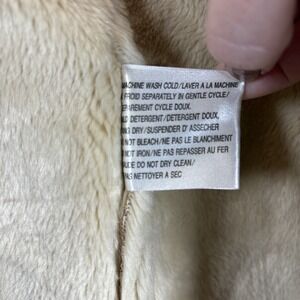 MACHINE WASH COLD/LAVER A LA MACHINE
FROID SEPARATELY IN GENTLE CYCLE/
PAREMENT CYCLE DOUX.
DETERGENT/DETERGENT DOUX,
DRY/SUSPENDER D'ASSECHER
NOT BLEACH/NE PAS LE BLANCHIMENT
NOT IRON/NE PAS REPASSER AU FER
DO NOT DRY CLEAN/
PAS NETTOYER A SEC